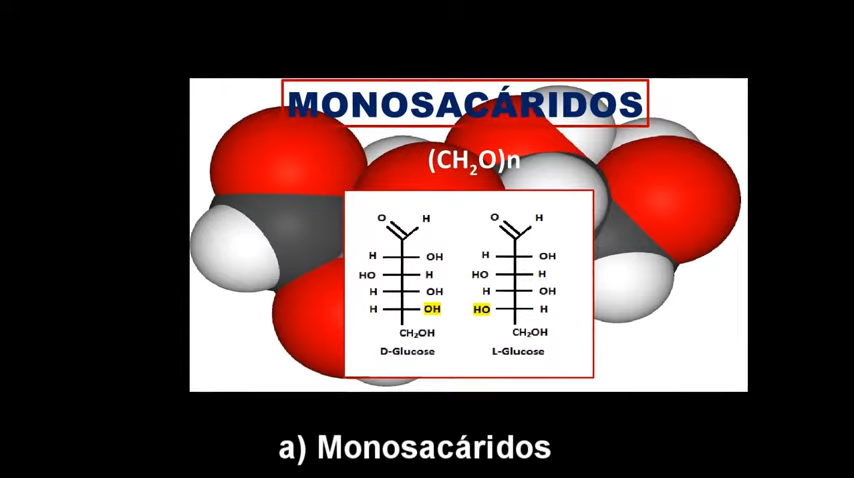 MONOSACÁRIDOS
(CH₂O)n
O H O H
H OH H OH
HO H HO H
H OH H OH
H OH HO H
CH₂OH CH₂OH
D-Glucose L-Glucose
a) Monosacáridos